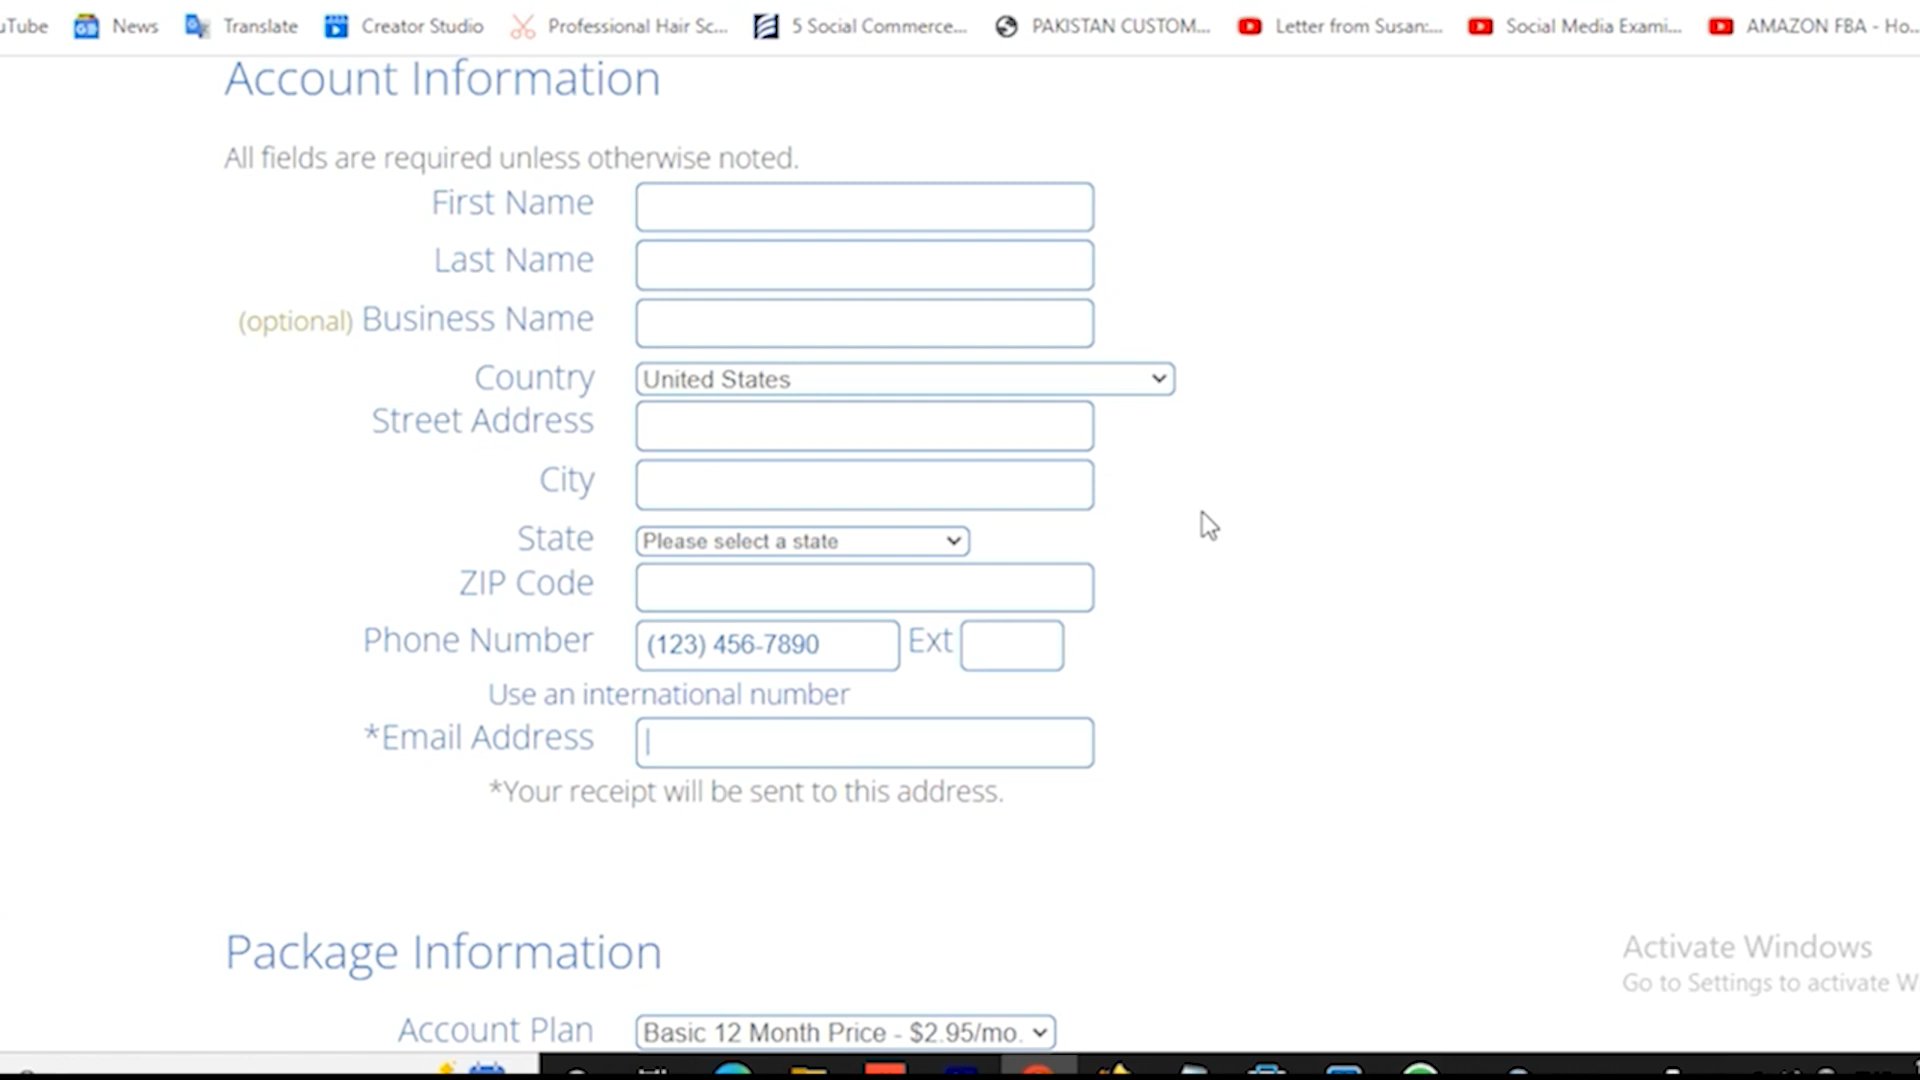 uTube News Translate Creator Studio Professional Hair Sc... 5 Social Commerce... PAKISTAN CUSTOM... Letter from Susan:... Social Media Exami... AMAZON FBA - Ho...
Account Information
All fields are required unless otherwise noted.
First Name
Last Name
(optional) Business Name
Country United States
Street Address
City
State Please select a state
ZIP Code
Phone Number (123) 456-7890 Ext
Use an international number
*Email Address
*Your receipt will be sent to this address.
Package Information
Activate Windows
Go to Settings to activate W
Account Plan Basic 12 Month Price - $2.95/mo.